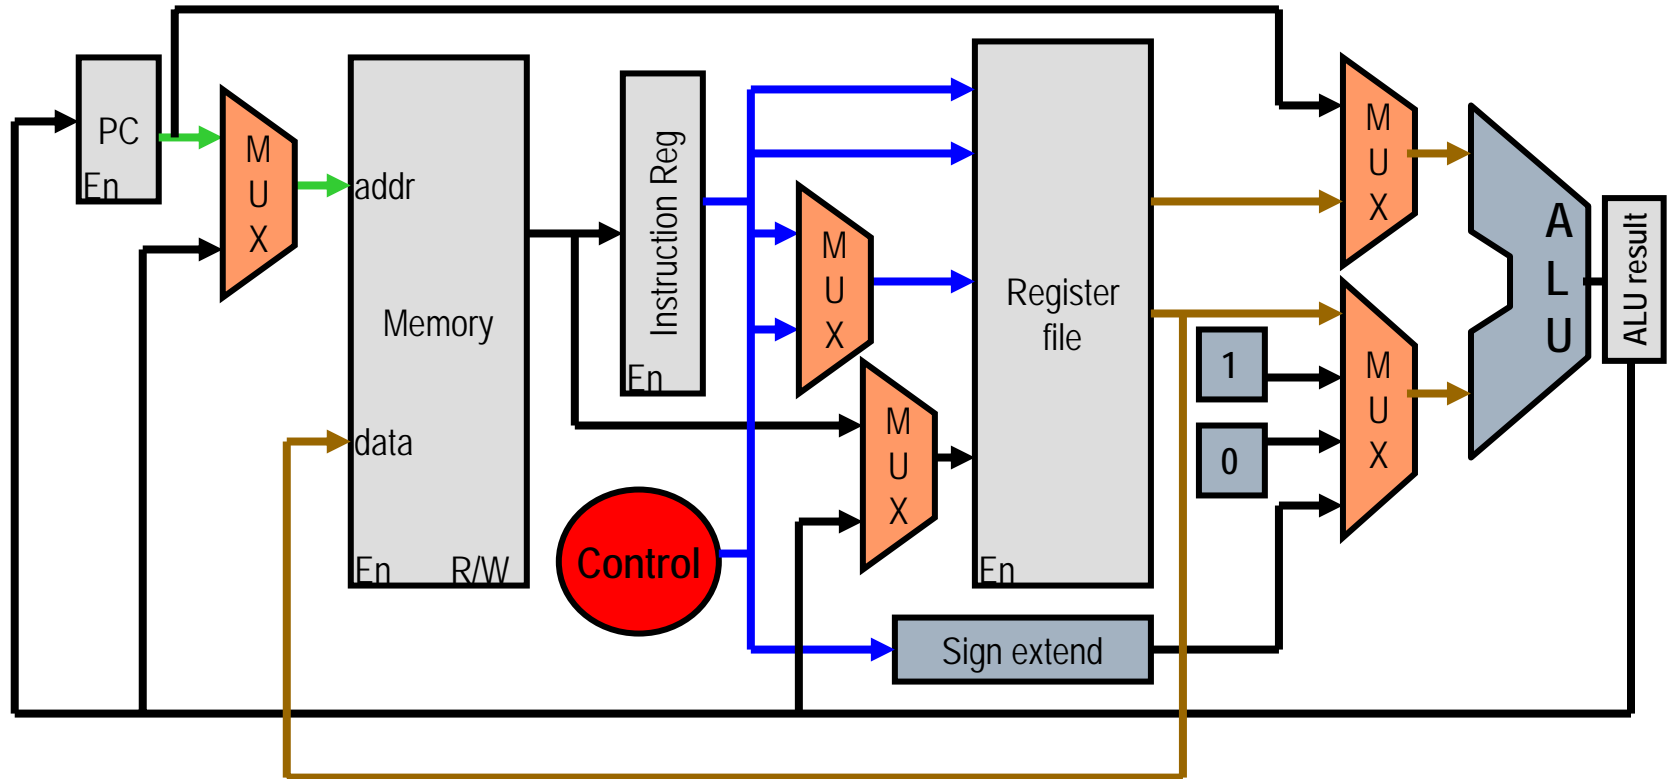 PC
En
M
U
X
addr
Memory
data
En R/W
Instruction Reg
En
M
U
X
M
U
X
Control
Register
file
En
Sign extend
M
U
X
1
0
M
U
X
A
L
U
ALU result